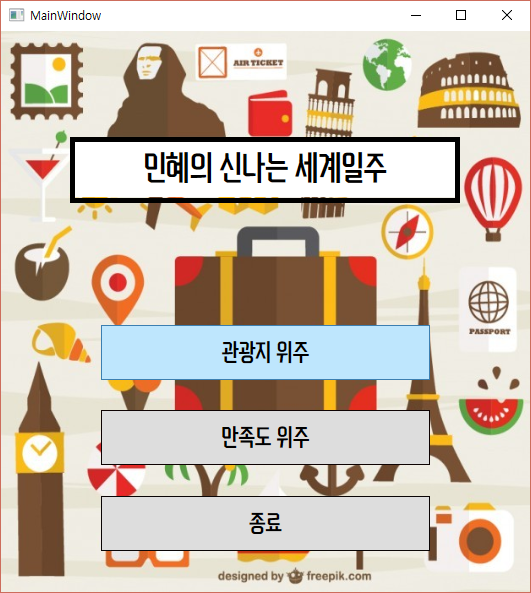 MainWindow
AIR TICKET
민혜의 신나는 세계일주
PASSPORT
관광지 위주
만족도 위주
종료
designed by freepik.com